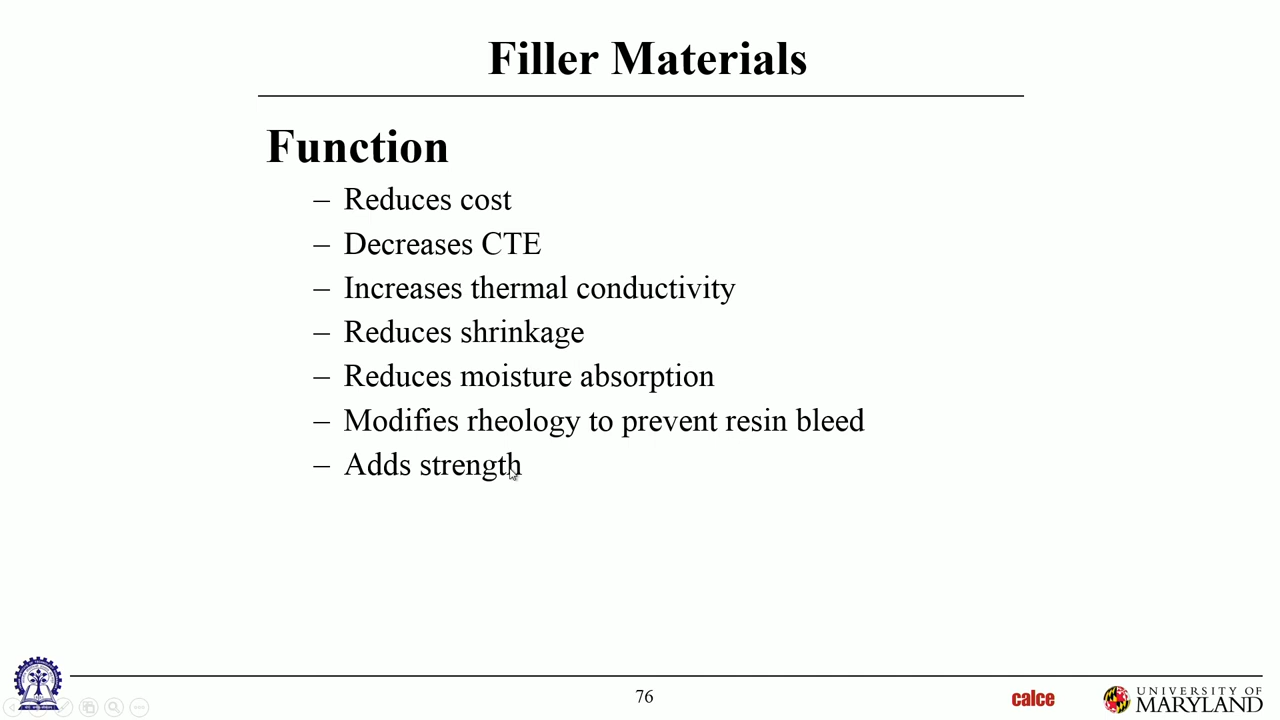 Filler Materials
Function
– Reduces cost
– Decreases CTE
– Increases thermal conductivity
– Reduces shrinkage
– Reduces moisture absorption
– Modifies rheology to prevent resin bleed
– Adds strength
76
calce
UNIVERSITY OF
MARYLAND